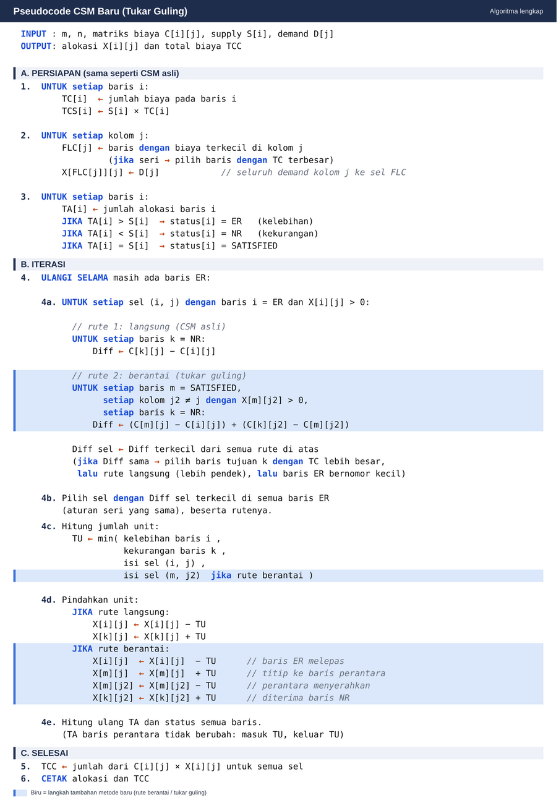 Pseudocode CSM Baru (Tukar Guling)
Algoritma lengkap
INPUT : m, n, matriks biaya C[i][j], supply S[i], demand D[j]
OUTPUT: alokasi X[i][j] dan total biaya TCC
A. PERSIAPAN (sama seperti CSM asli)
1. UNTUK setiap baris i:
TC[i] ← jumlah biaya pada baris i
TCS[i] ← S[i] × TC[i]
2. UNTUK setiap kolom j:
FLC[j] ← baris dengan biaya terkecil di kolom j
(jika seri → pilih baris dengan TC terbesar)
X[FLC[j]][j] ← D[j] // seluruh demand kolom j ke sel FLC
3. UNTUK setiap baris i:
TA[i] ← jumlah alokasi baris i
JIKA TA[i] > S[i] → status[i] = ER (kelebihan)
JIKA TA[i] < S[i] → status[i] = NR (kekurangan)
JIKA TA[i] = S[i] → status[i] = SATISFIED
B. ITERASI
4. ULANGI SELAMA masih ada baris ER:
4a. UNTUK setiap sel (i, j) dengan baris i = ER dan X[i][j] > 0:
// rute 1: langsung (CSM asli)
UNTUK setiap baris k = NR:
Diff ← C[k][j] − C[i][j]
// rute 2: berantai (tukar guling)
UNTUK setiap baris m = SATISFIED,
setiap kolom j2 ≠ j dengan X[m][j2] > 0,
setiap baris k = NR:
Diff ← (C[m][j] − C[i][j]) + (C[k][j2] − C[m][j2])
Diff sel ← Diff terkecil dari semua rute di atas
(jika Diff sama → pilih baris tujuan k dengan TC lebih besar,
lalu rute langsung (lebih pendek), lalu baris ER bernomor kecil)
4b. Pilih sel dengan Diff sel terkecil di semua baris ER
(aturan seri yang sama), beserta rutenya.
4c. Hitung jumlah unit:
TU ← min( kelebihan baris i ,
kekurangan baris k ,
isi sel (i, j) ,
isi sel (m, j2) jika rute berantai )
4d. Pindahkan unit:
JIKA rute langsung:
X[i][j] ← X[i][j] − TU
X[k][j] ← X[k][j] + TU
JIKA rute berantai:
X[i][j] ← X[i][j] − TU // baris ER melepas
X[m][j] ← X[m][j] + TU // titip ke baris perantara
X[m][j2] ← X[m][j2] − TU // perantara menyerahkan
X[k][j2] ← X[k][j2] + TU // diterima baris NR
4e. Hitung ulang TA dan status semua baris.
(TA baris perantara tidak berubah: masuk TU, keluar TU)
C. SELESAI
5. TCC ← jumlah dari C[i][j] × X[i][j] untuk semua sel
6. CETAK alokasi dan TCC
Biru = langkah tambahan metode baru (rute berantai / tukar guling)